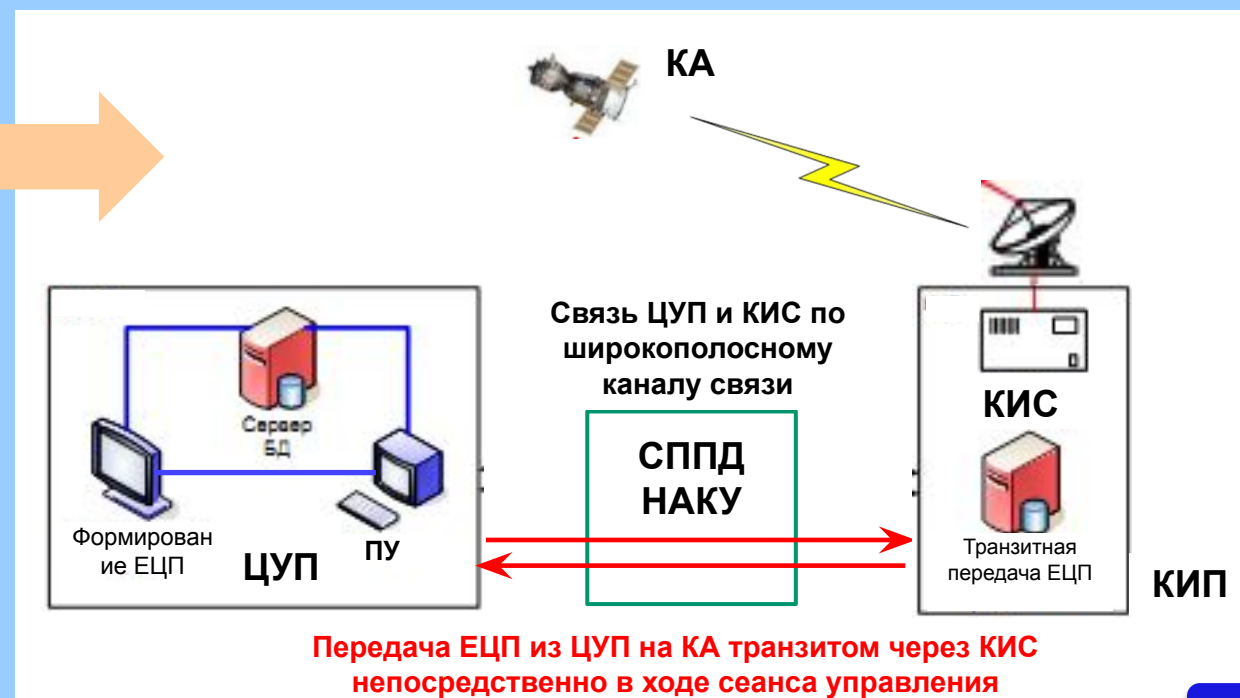 КА
Связь ЦУП и КИС по
широкополосному
каналу связи
КИС
Сервер
БД
СППД
НАКУ
Формирован
ие ЕЦП
ЦУП
ПУ
Транзитная
передача ЕЦП
КИП
Передача ЕЦП из ЦУП на КА транзитом через КИС
непосредственно в ходе сеанса управления